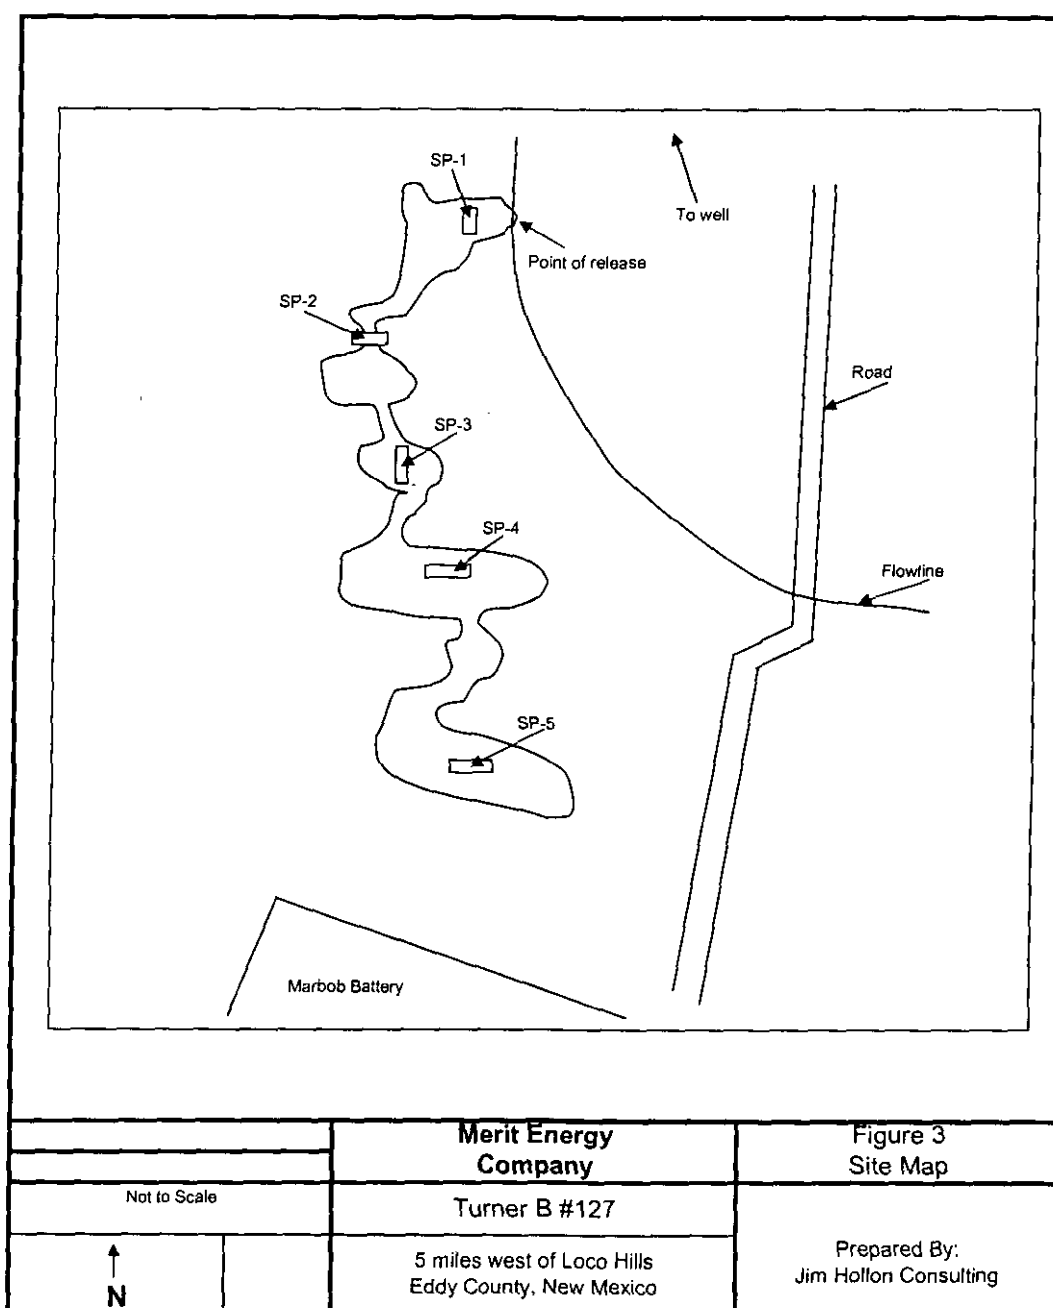 SP-1
To well
Point of release
SP-2
Road
SP-3
SP-4
Flowline
SP-5
Marbob Battery
Merit Energy
Company
Figure 3
Site Map
Not to Scale
Turner B #127
5 miles west of Loco Hills
Eddy County, New Mexico
Prepared By:
Jim Hollon Consulting
N